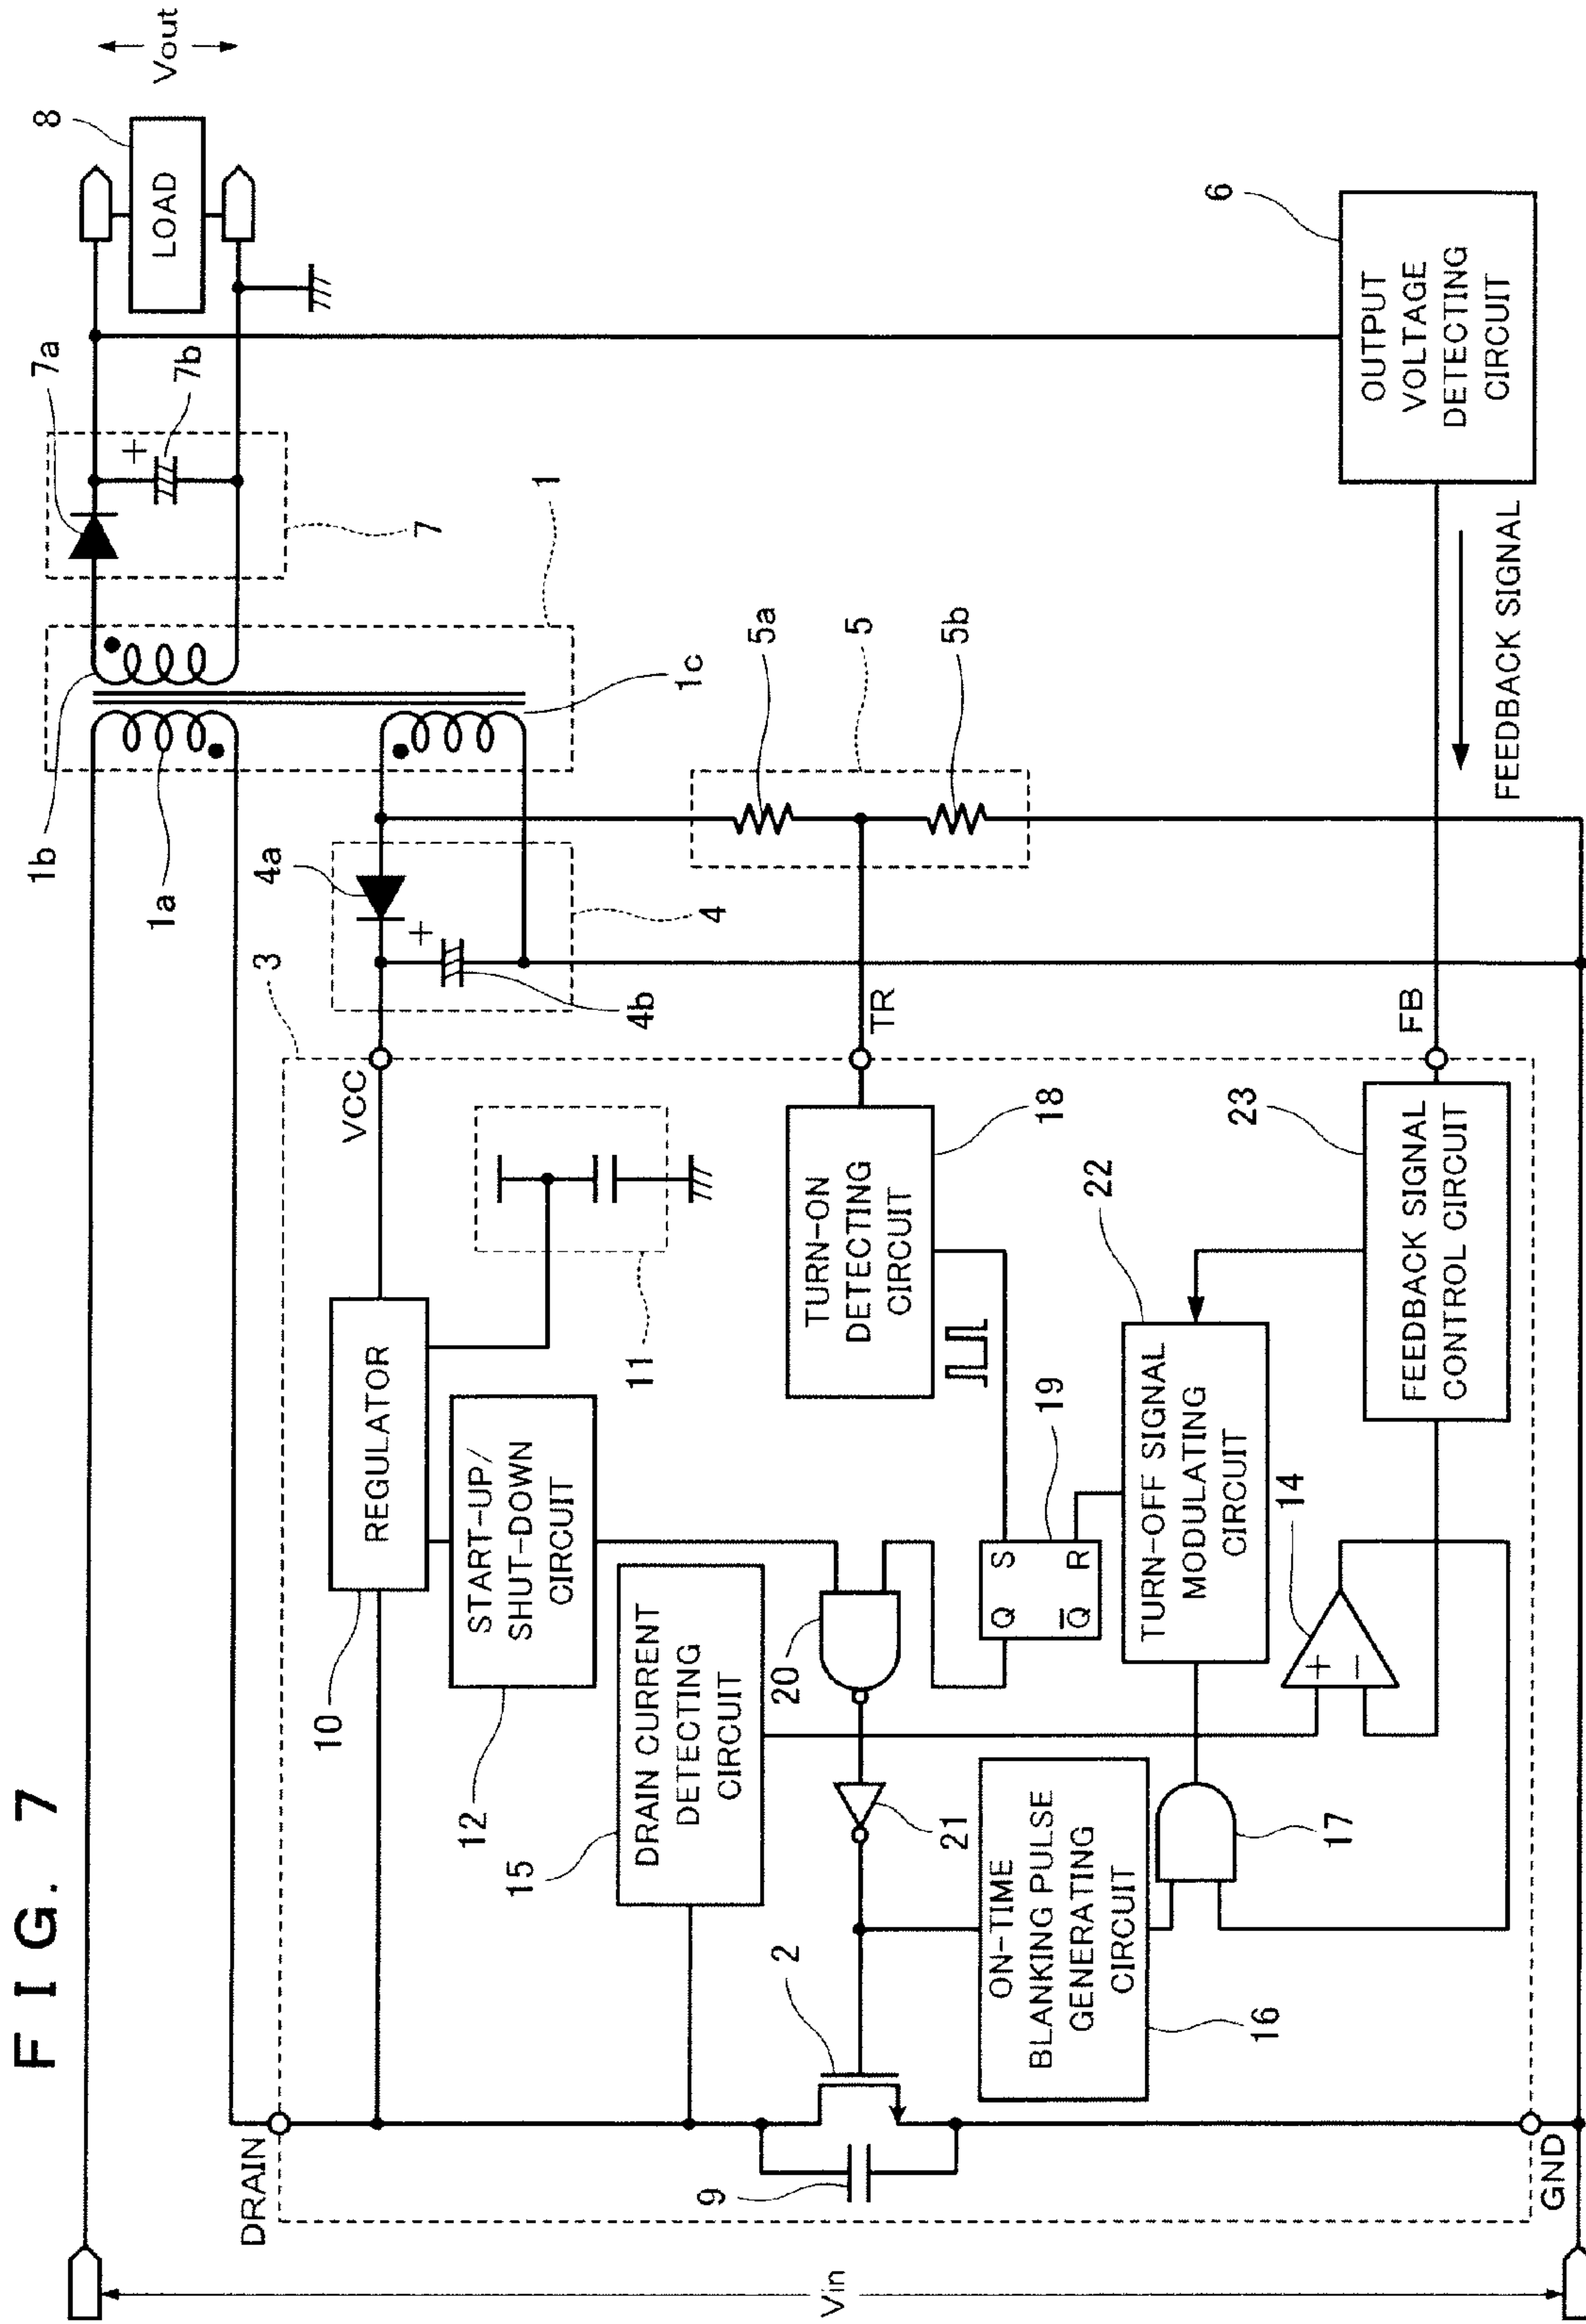 FIG. 7
Vin
DRAIN
GND
1b
1a
1c
1
7a
7b
7
8
LOAD
Vout
3
4a
4b
4
5a
5
5b
6
OUTPUT
VOLTAGE
DETECTING
CIRCUIT
FEEDBACK SIGNAL
VCC
TR
FB
REGULATOR
10
11
START-UP/
SHUT-DOWN
CIRCUIT
12
DRAIN CURRENT
DETECTING
CIRCUIT
15
TURN-ON
DETECTING
CIRCUIT
18
20
21
Q
S
Q̅
R
19
2
9
ON-TIME
BLANKING PULSE
GENERATING
CIRCUIT
16
17
TURN-OFF SIGNAL
MODULATING
CIRCUIT
22
14
+
−
FEEDBACK SIGNAL
CONTROL CIRCUIT
23
+
+